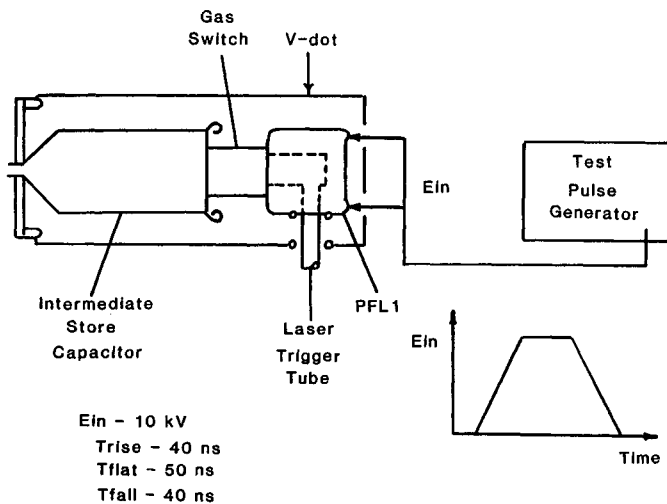 Gas
Switch
V-dot
Ein
Test
Pulse
Generator
Intermediate
Store
Capacitor
Laser
Trigger
Tube
PFL1
Ein
Time
Ein - 10 kV
Trise - 40 ns
Tflat - 50 ns
Tfall - 40 ns